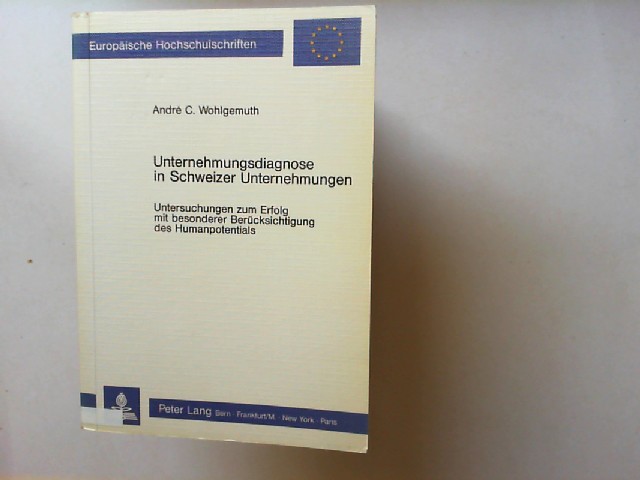 Europäische Hochschulschriften
André C. Wohlgemuth
Unternehmungsdiagnose
in Schweizer Unternehmungen
Untersuchungen zum Erfolg
mit besonderer Berücksichtigung
des Humanpotentials
Peter Lang Bern · Frankfurt/M. · New York · Paris